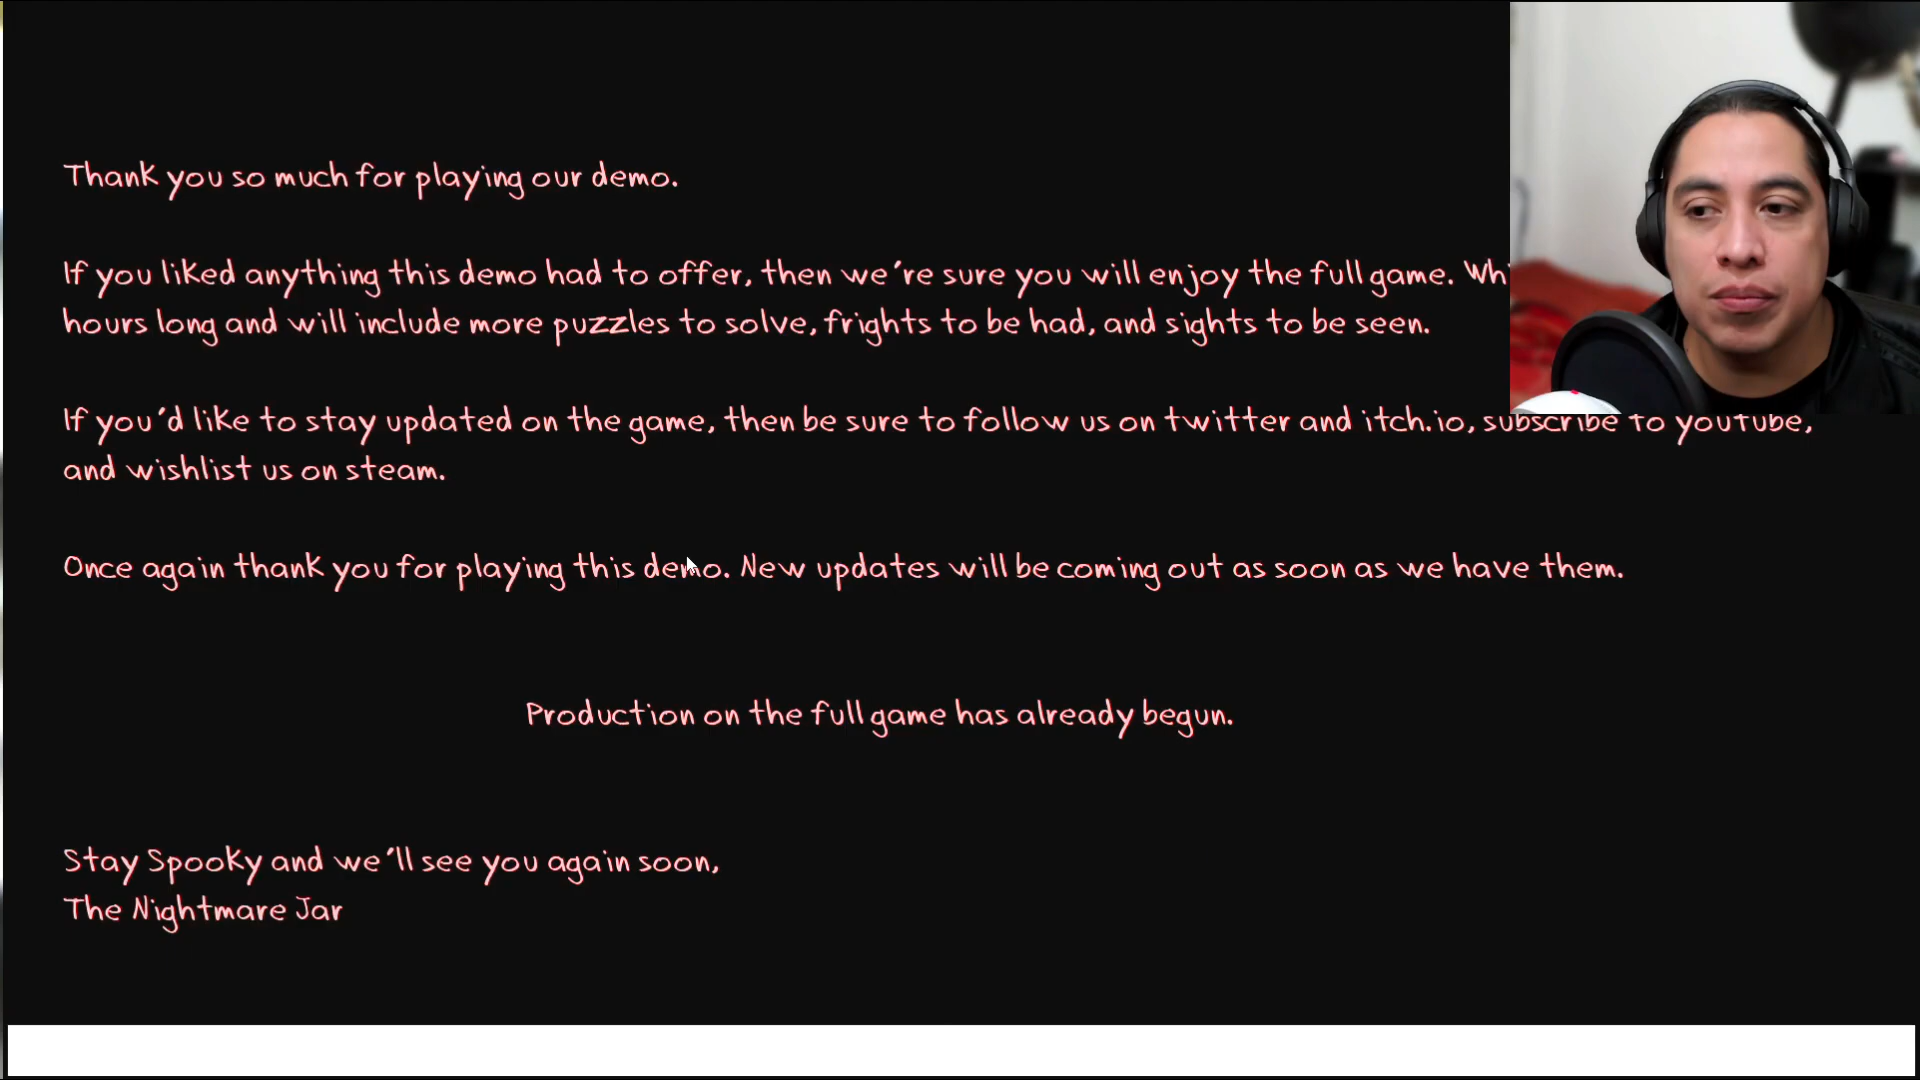 Thank you so much for playing our demo.
If you liked anything this demo had to offer, then we're sure you will enjoy the full game.
hours long and will include more puzzles to solve, frights to be had, and sights to be seen.
If you'd like to stay updated on the game, then be sure to follow us on twitter and itch.io, subscribe to youtube,
and wishlist us on steam.
Once again thank you for playing this demo. New updates will be coming out as soon as we have them.
Production on the full game has already begun.
Stay Spooky and we'll see you again soon,
The Nightmare Jar